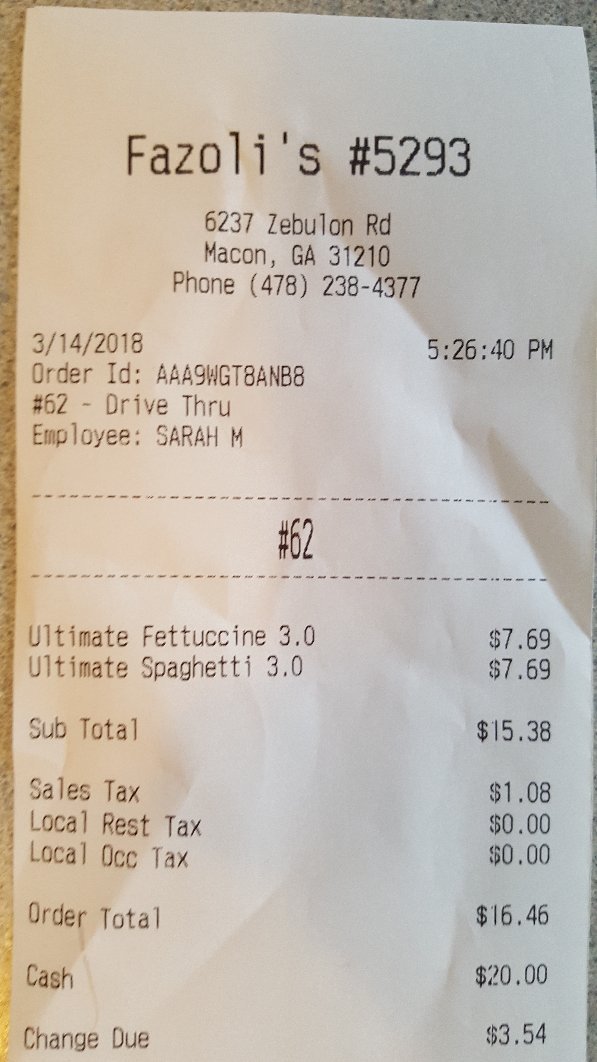 Fazoli's #5293
6237 Zebulon Rd
Macon, GA 31210
Phone (478) 238-4377
3/14/2018 5:26:40 PM
Order Id: AAA9WGT8ANB8
#62 - Drive Thru
Employee: SARAH M
#62
Ultimate Fettuccine 3.0 $7.69
Ultimate Spaghetti 3.0 $7.69
Sub Total $15.38
Sales Tax $1.08
Local Rest Tax $0.00
Local Occ Tax $0.00
Order Total $16.46
Cash $20.00
Change Due $3.54